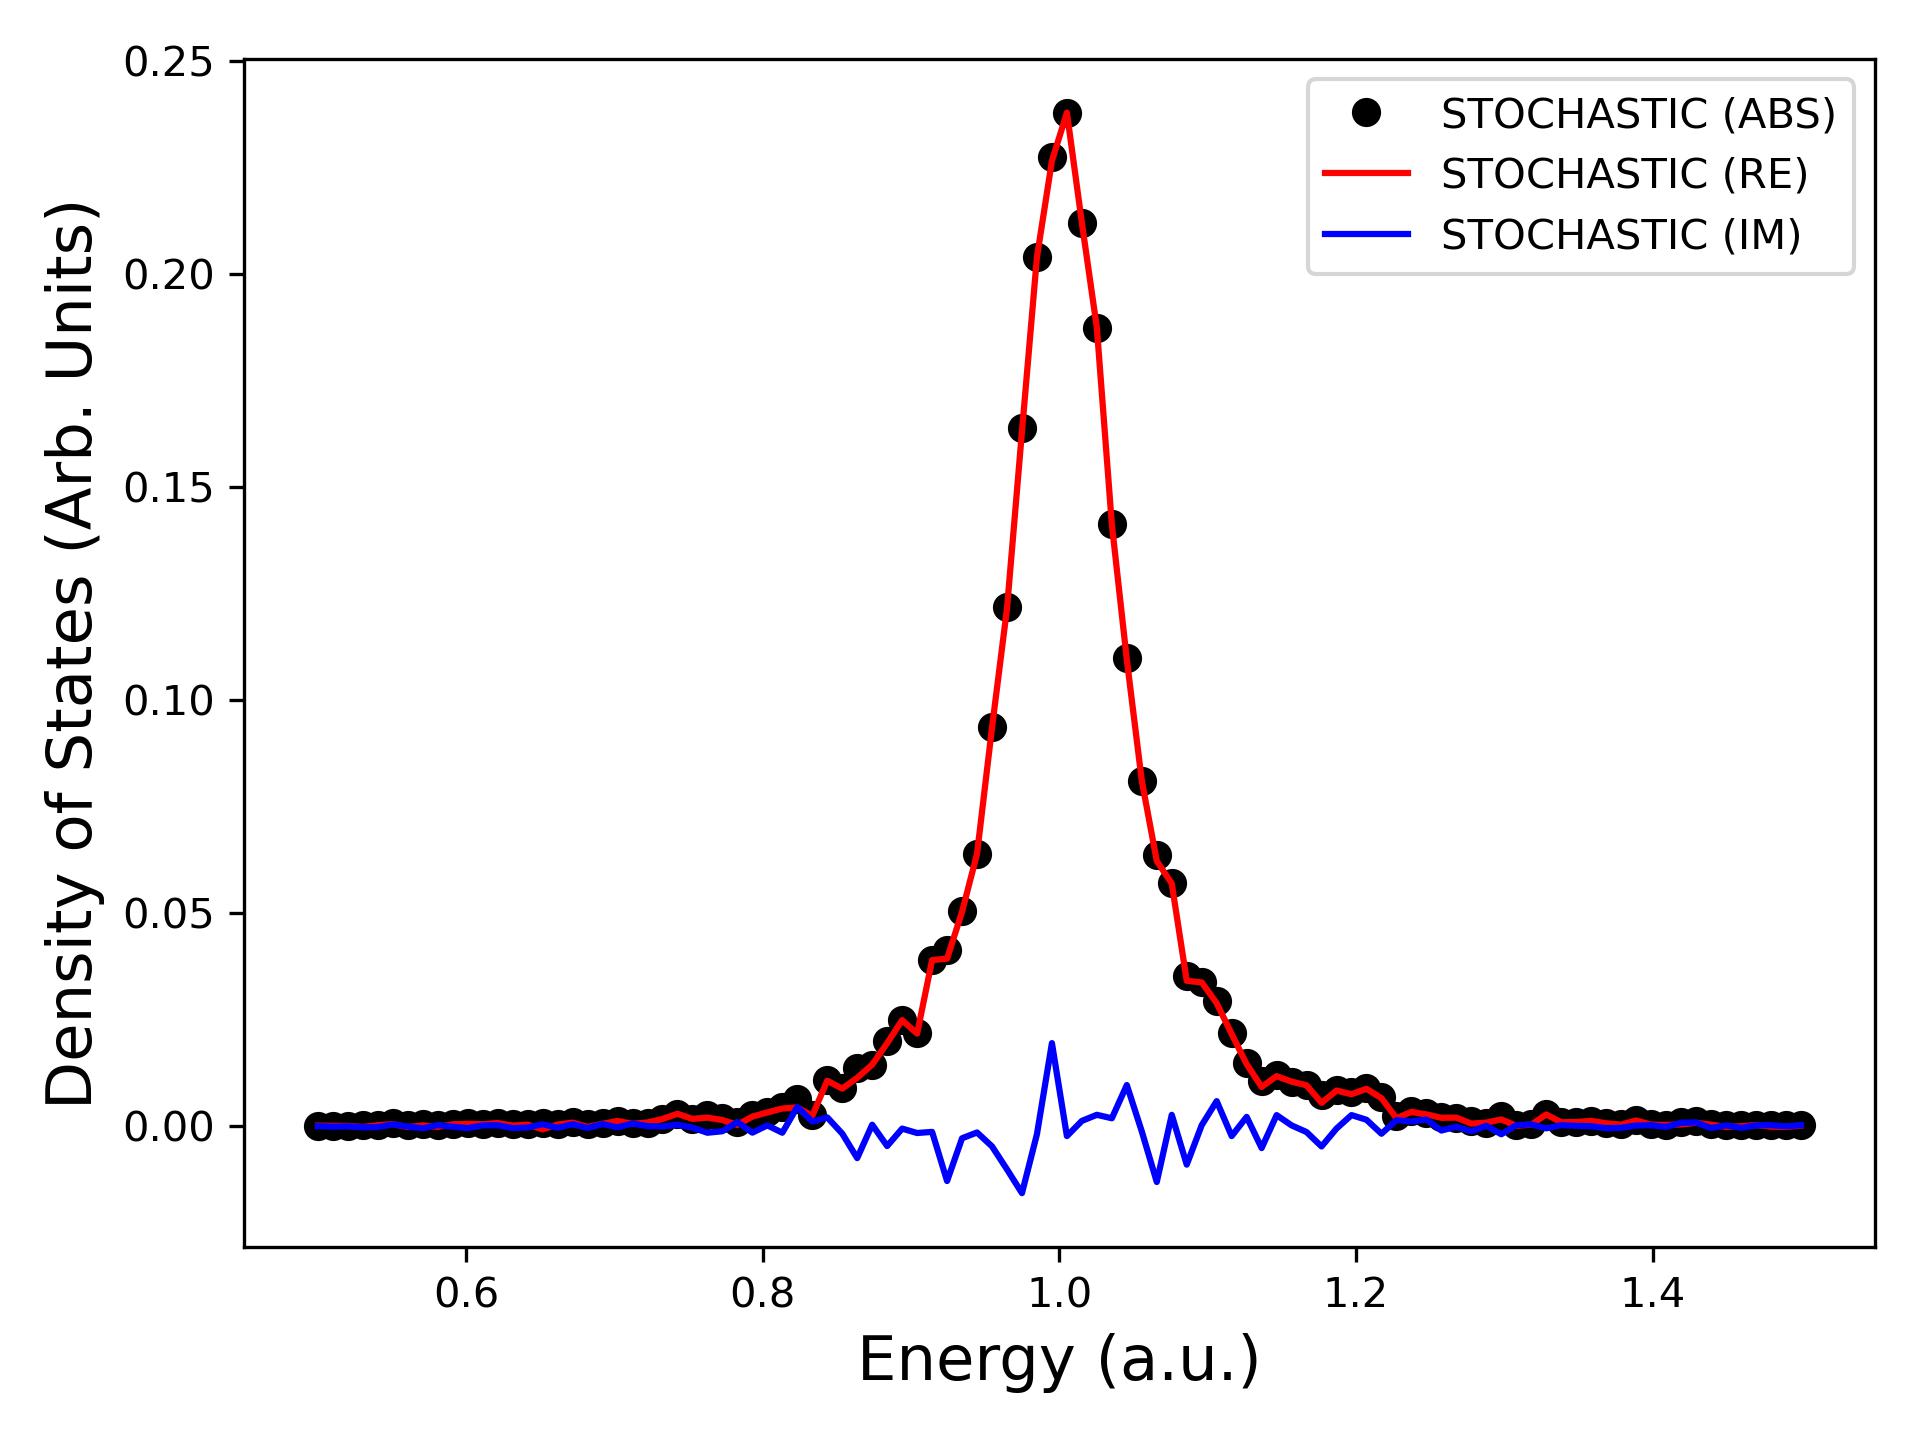 Density of States (Arb. Units)
0.25
0.20
0.15
0.10
0.05
0.00
STOCHASTIC (ABS)
STOCHASTIC (RE)
STOCHASTIC (IM)
0.6 0.8 1.0 1.2 1.4
Energy (a.u.)